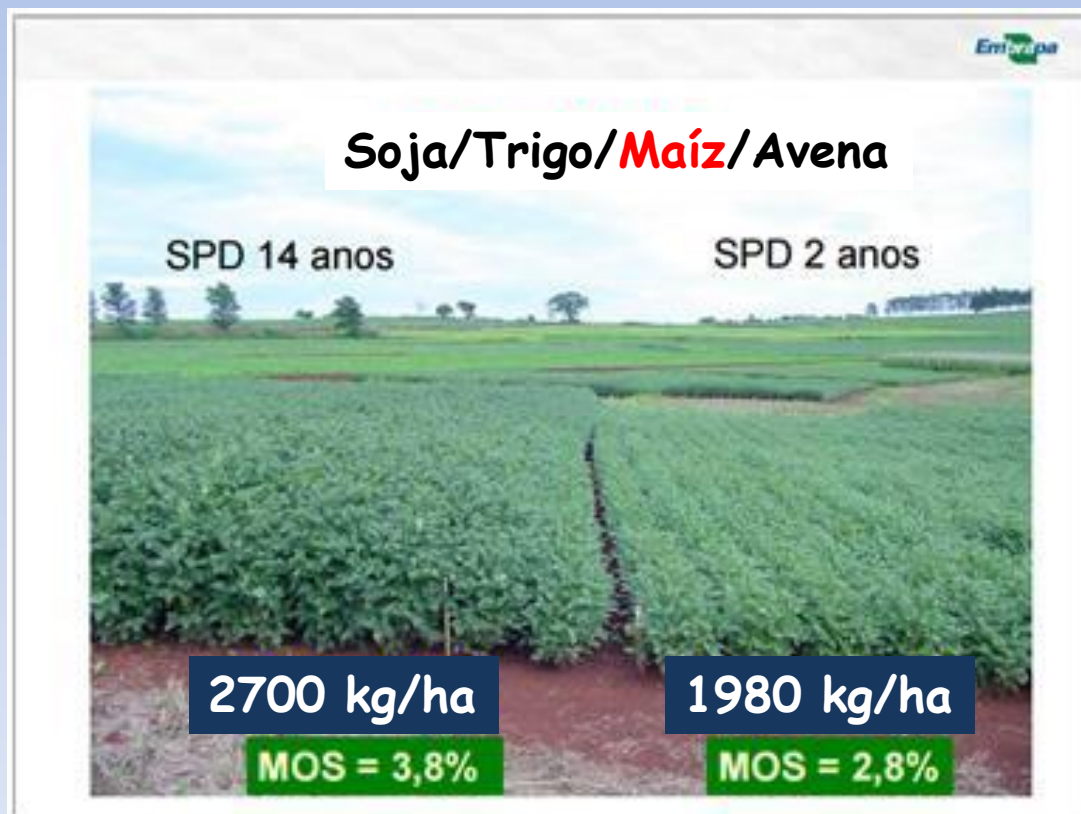 Embrapa
Soja/Trigo/Maíz/Avena
SPD 14 anos
SPD 2 anos
2700 kg/ha
1980 kg/ha
MOS = 3,8%
MOS = 2,8%